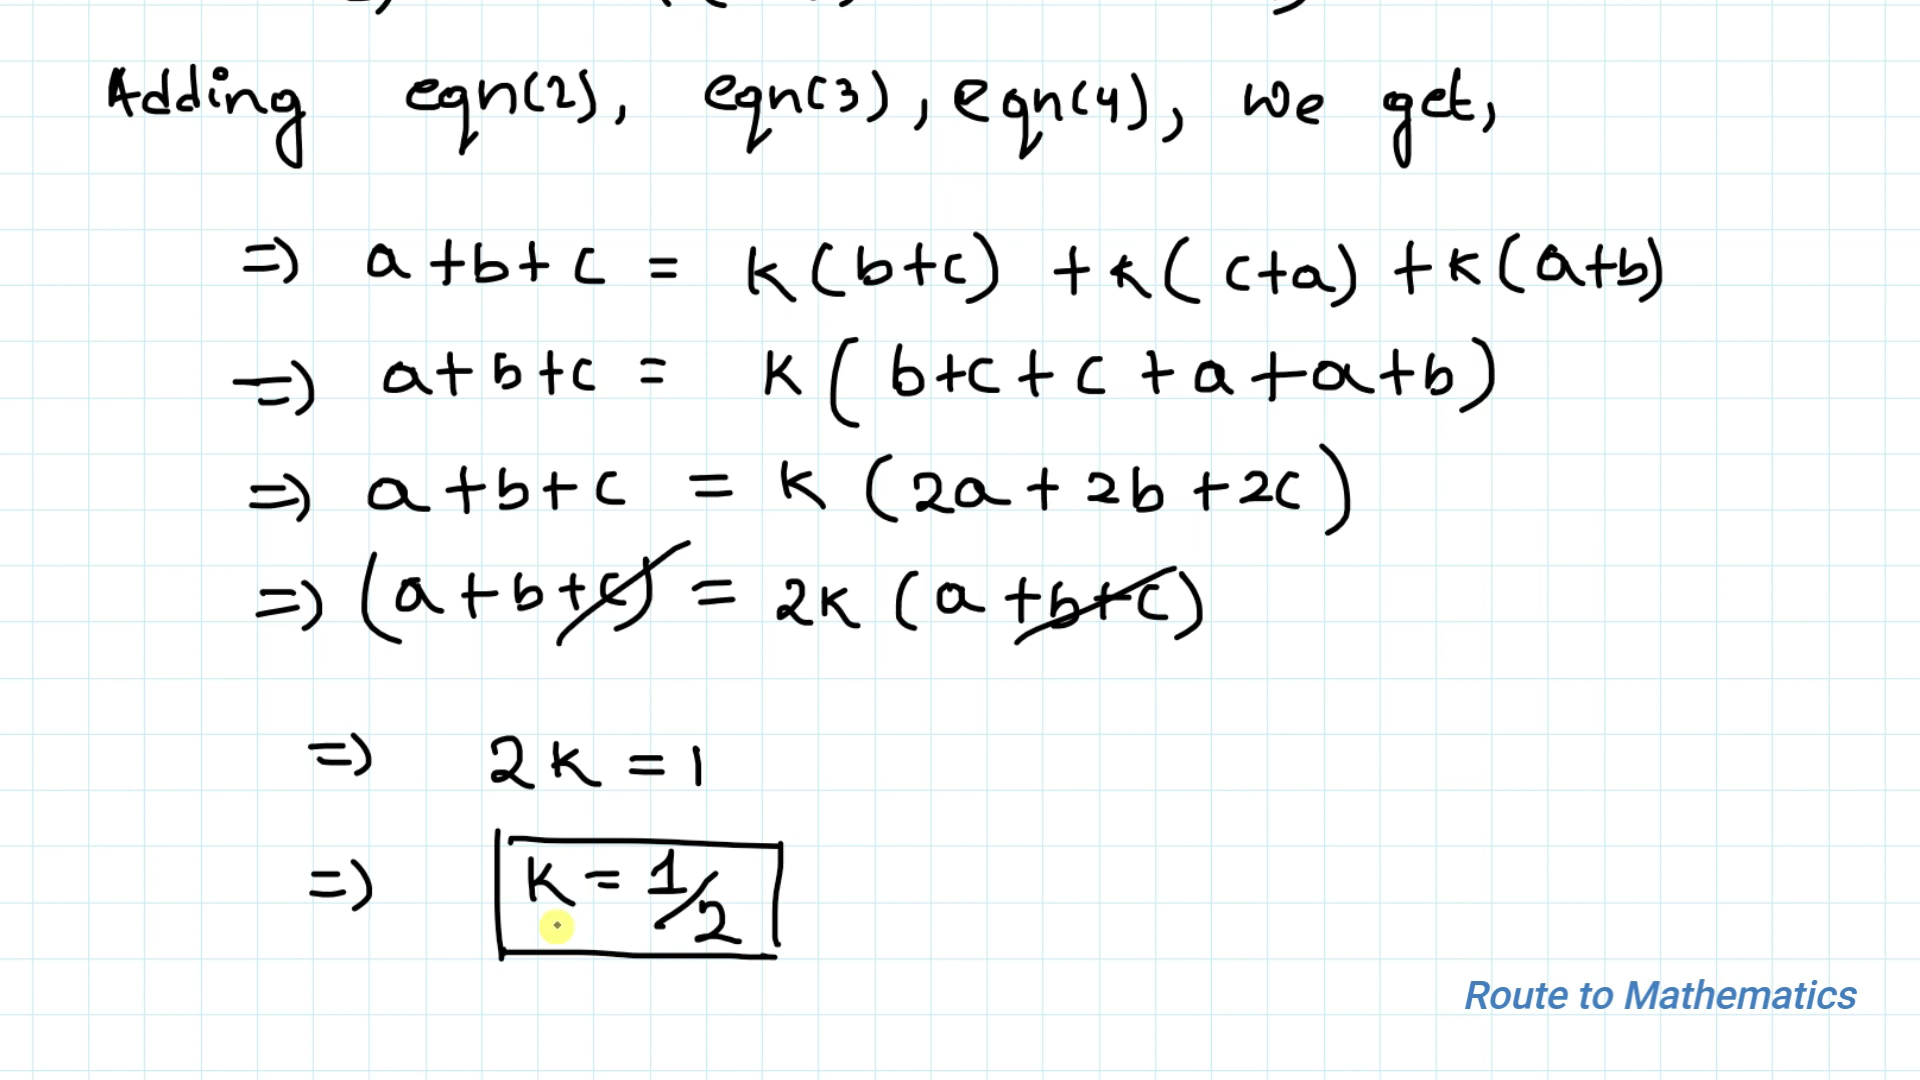 Adding eqn(2), eqn(3), eqn(4), we get,
=> a+b+c = k(b+c) +k(c+a) +k(a+b)
=> a+b+c = k(b+c+c+a+a+b)
=> a+b+c = k(2a+2b+2c)
=> (a+b+c) = 2k(a+b+c)
=> 2k = 1
=> k = 1/2
Route to Mathematics